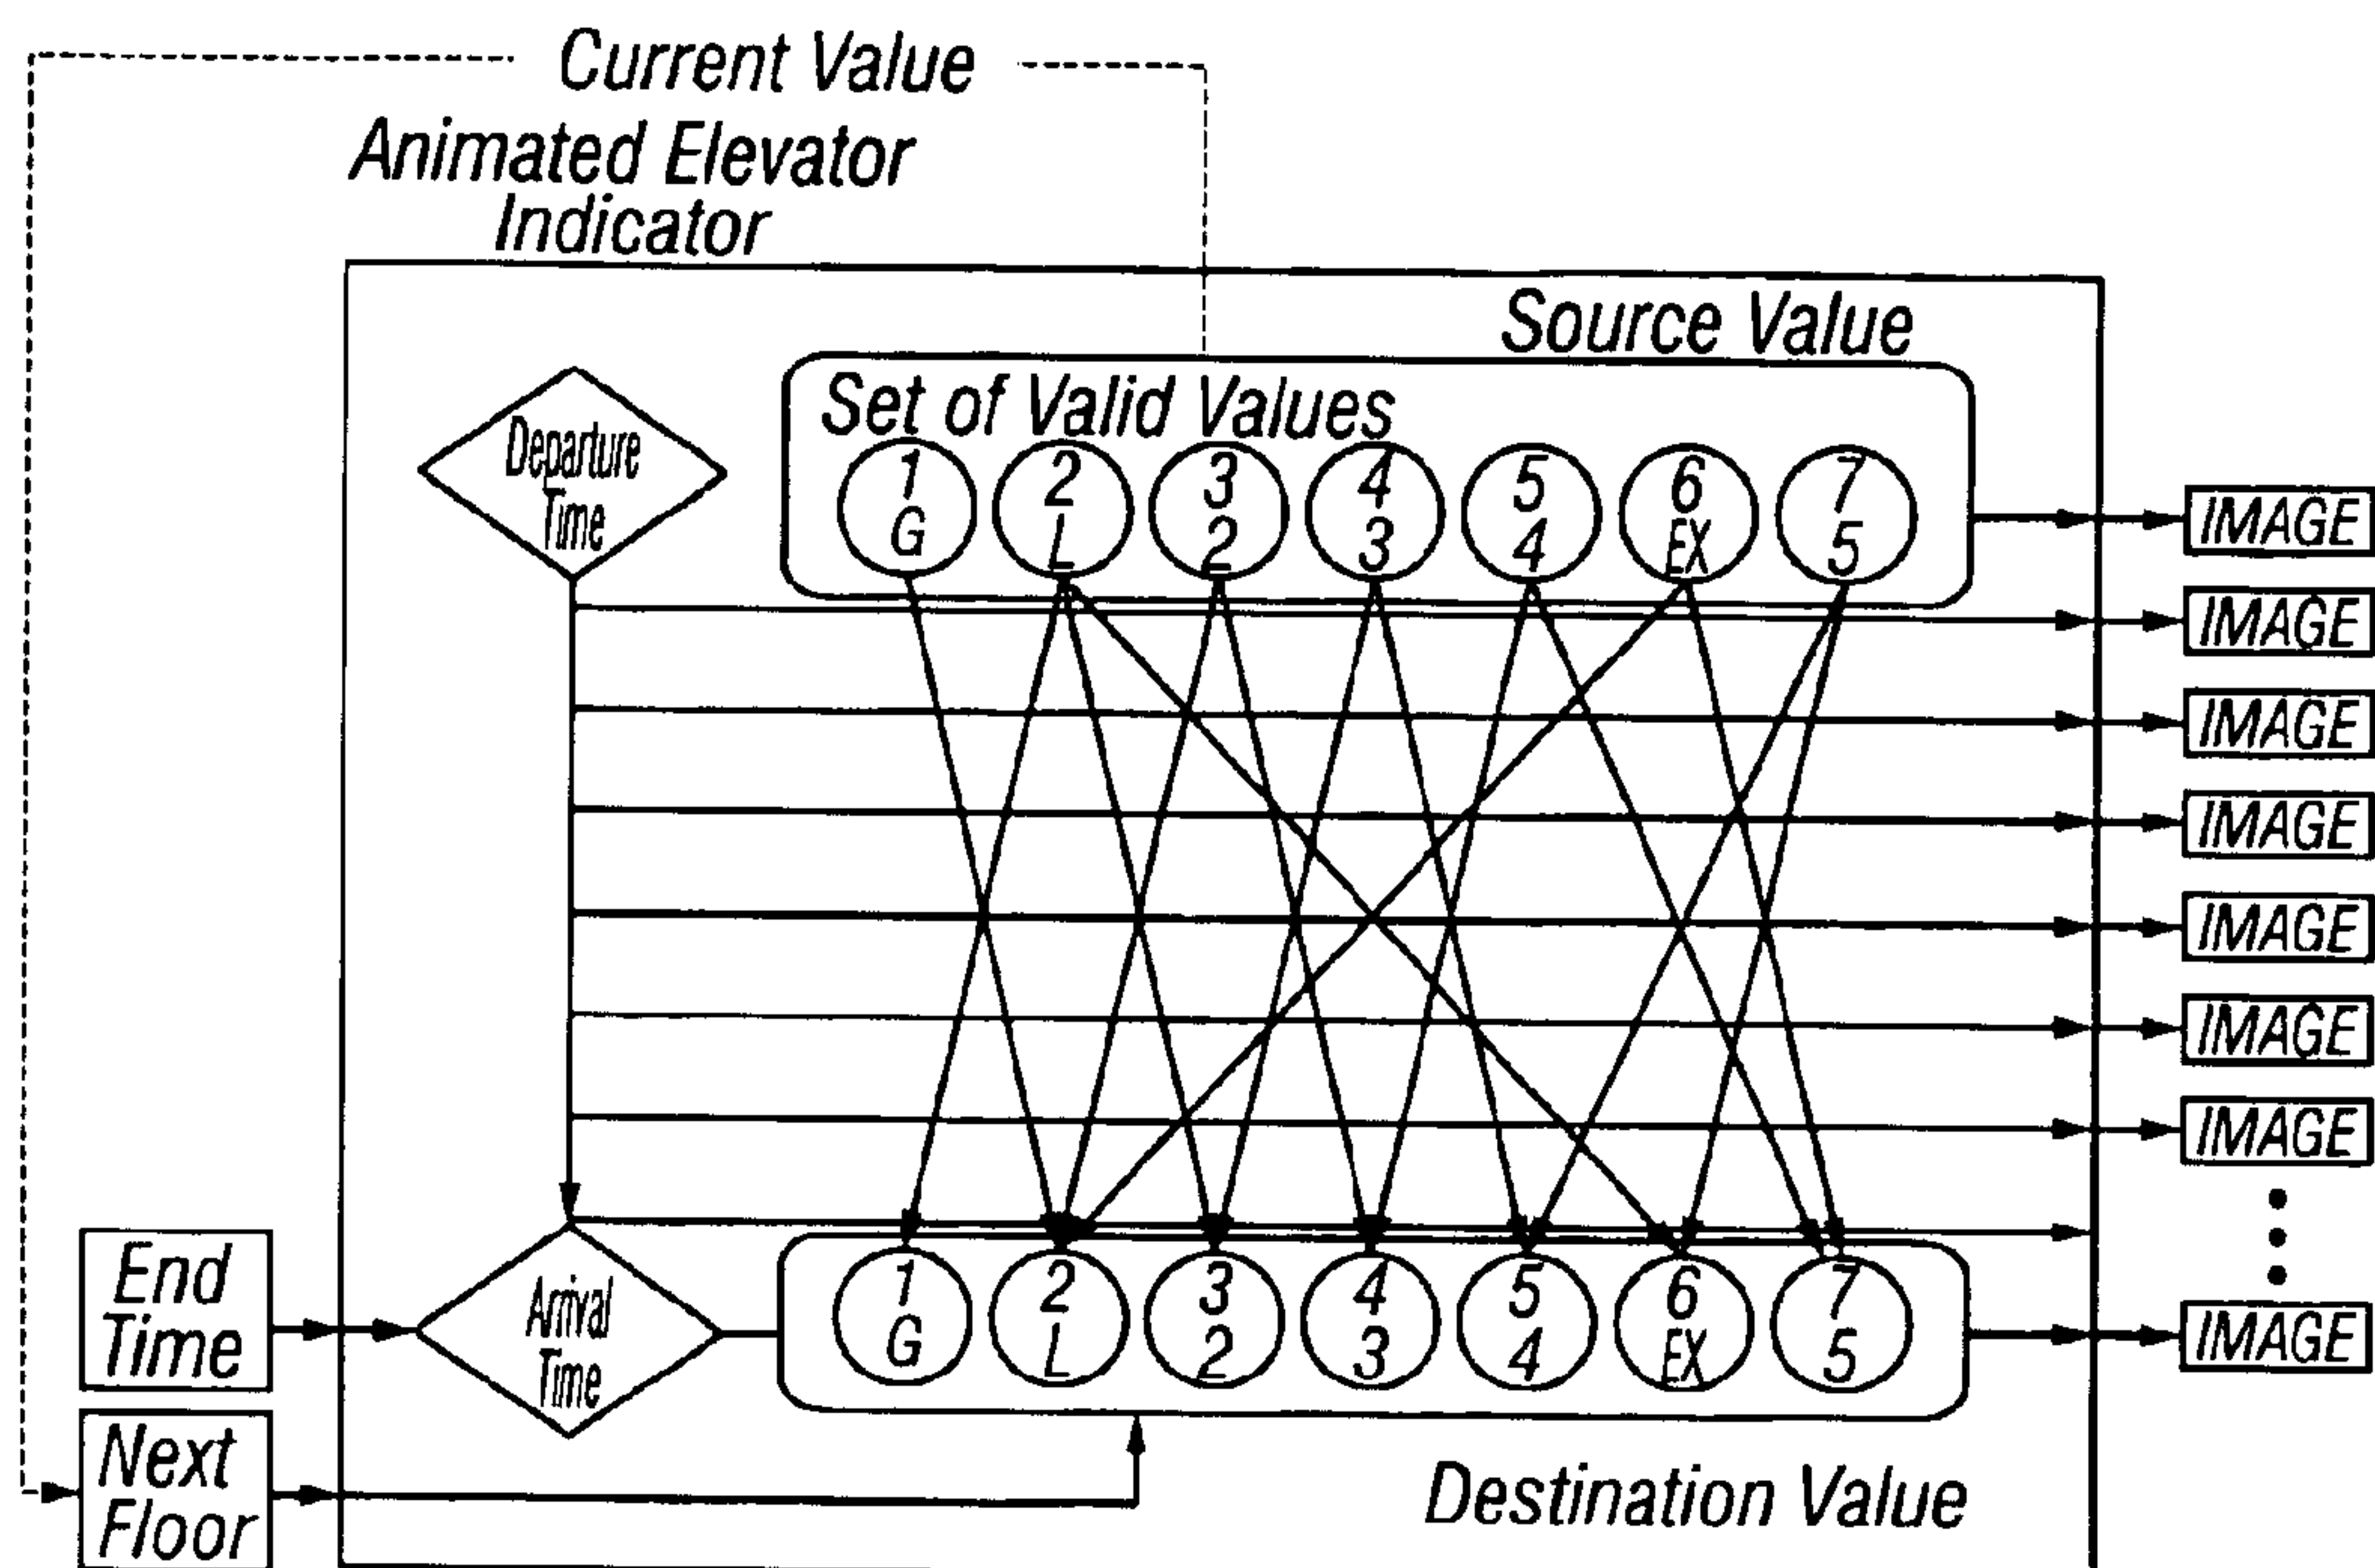 Current Value
Animated Elevator
Indicator
Source Value
Set of Valid Values
Departure
Time
1
G
2
L
3
2
4
3
5
4
6
EX
7
5
IMAGE
IMAGE
IMAGE
IMAGE
IMAGE
IMAGE
IMAGE
End
Time
Arrival
Time
1
G
2
L
3
2
4
3
5
4
6
EX
7
5
IMAGE
Next
Floor
Destination Value